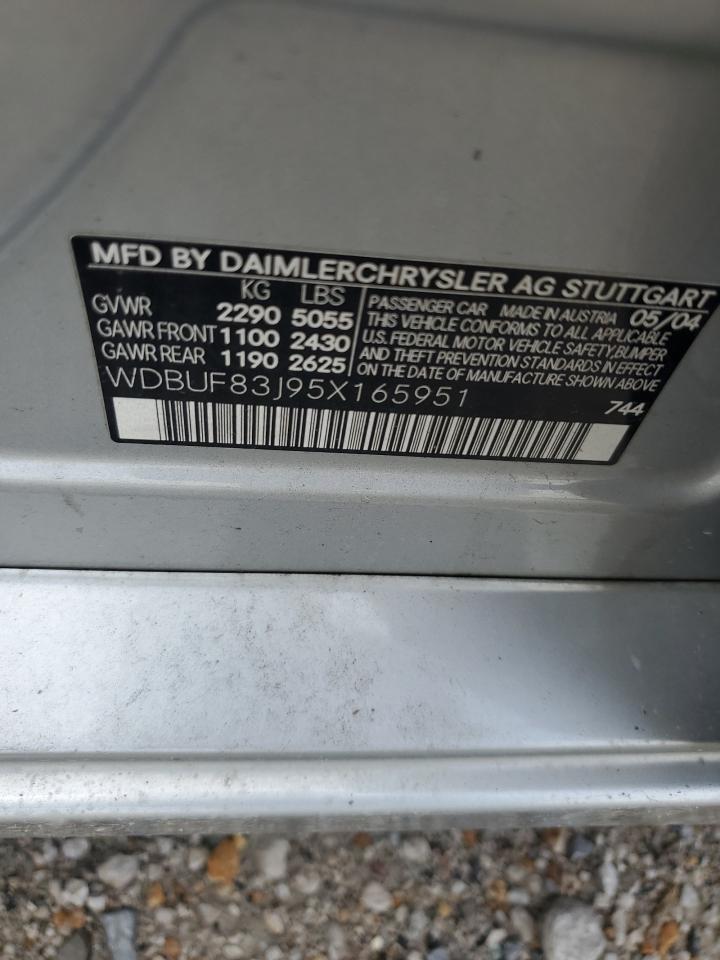 MFD BY DAIMLERCHRYSLER AG STUTTGART
KG LBS
GVWR 2290 5055
GAWR FRONT 1100 2430
GAWR REAR 1190 2625
PASSENGER CAR MADE IN AUSTRIA 05/04
THIS VEHICLE CONFORMS TO ALL APPLICABLE
U.S. FEDERAL MOTOR VEHICLE SAFETY, BUMPER
AND THEFT PREVENTION STANDARDS IN EFFECT
ON THE DATE OF MANUFACTURE SHOWN ABOVE
WDBUF83J95X165951
744